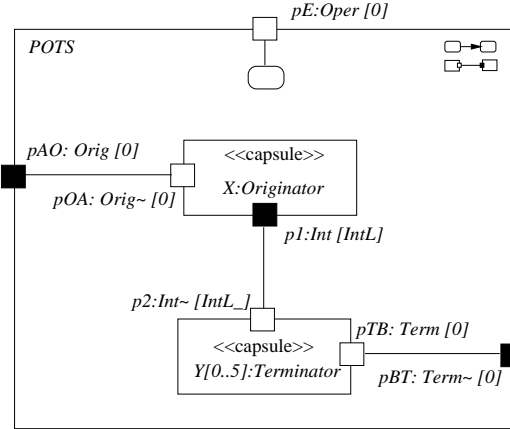 pE:Oper [0]
POTS
pAO: Orig [0]
<<capsule>>
X:Originator
pOA: Orig~ [0]
p1:Int [IntL]
p2:Int~ [IntL_]
<<capsule>>
Y[0..5]:Terminator
pTB: Term [0]
pBT: Term~ [0]